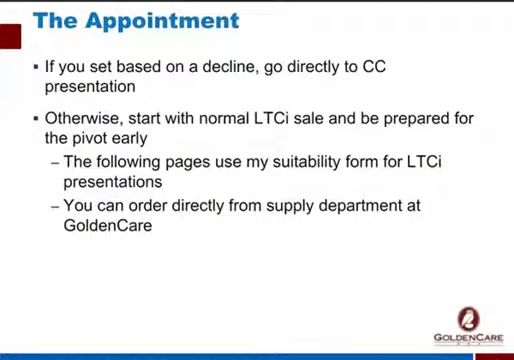 The Appointment
▪ If you set based on a decline, go directly to CC
presentation
▪ Otherwise, start with normal LTCi sale and be prepared for
the pivot early
– The following pages use my suitability form for LTCi
presentations
– You can order directly from supply department at
GoldenCare
GOLDENCARE